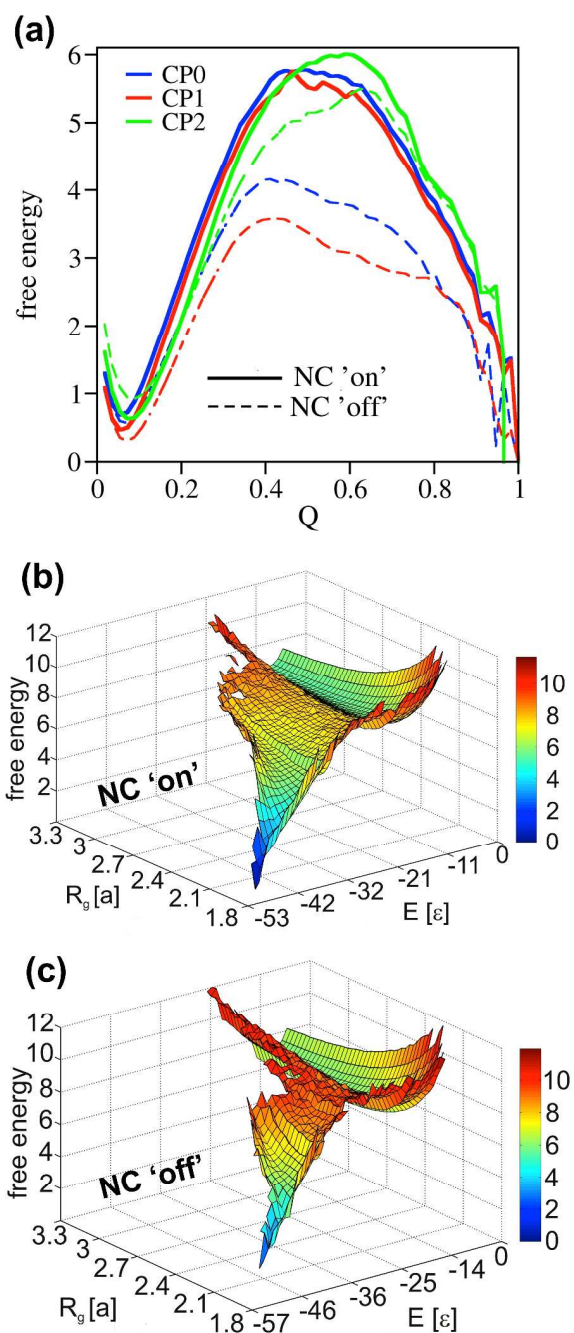 (a)
6
5
4
3
2
1
0
free energy
CP0
CP1
CP2
NC 'on'
NC 'off'
0 0.2 0.4 0.6 0.8 1
Q
(b)
12
10
8
6
4
2
free energy
NC ‘on’
3.3 3 2.7 2.4 2.1 1.8
Rg [a]
-53 -42 -32 -21 -11 0
E [ε]
10
8
6
4
2
0
(c)
12
10
8
6
4
2
free energy
NC ‘off’
3.3 3 2.7 2.4 2.1 1.8
Rg [a]
-57 -46 -36 -25 -14 0
E [ε]
10
8
6
4
2
0